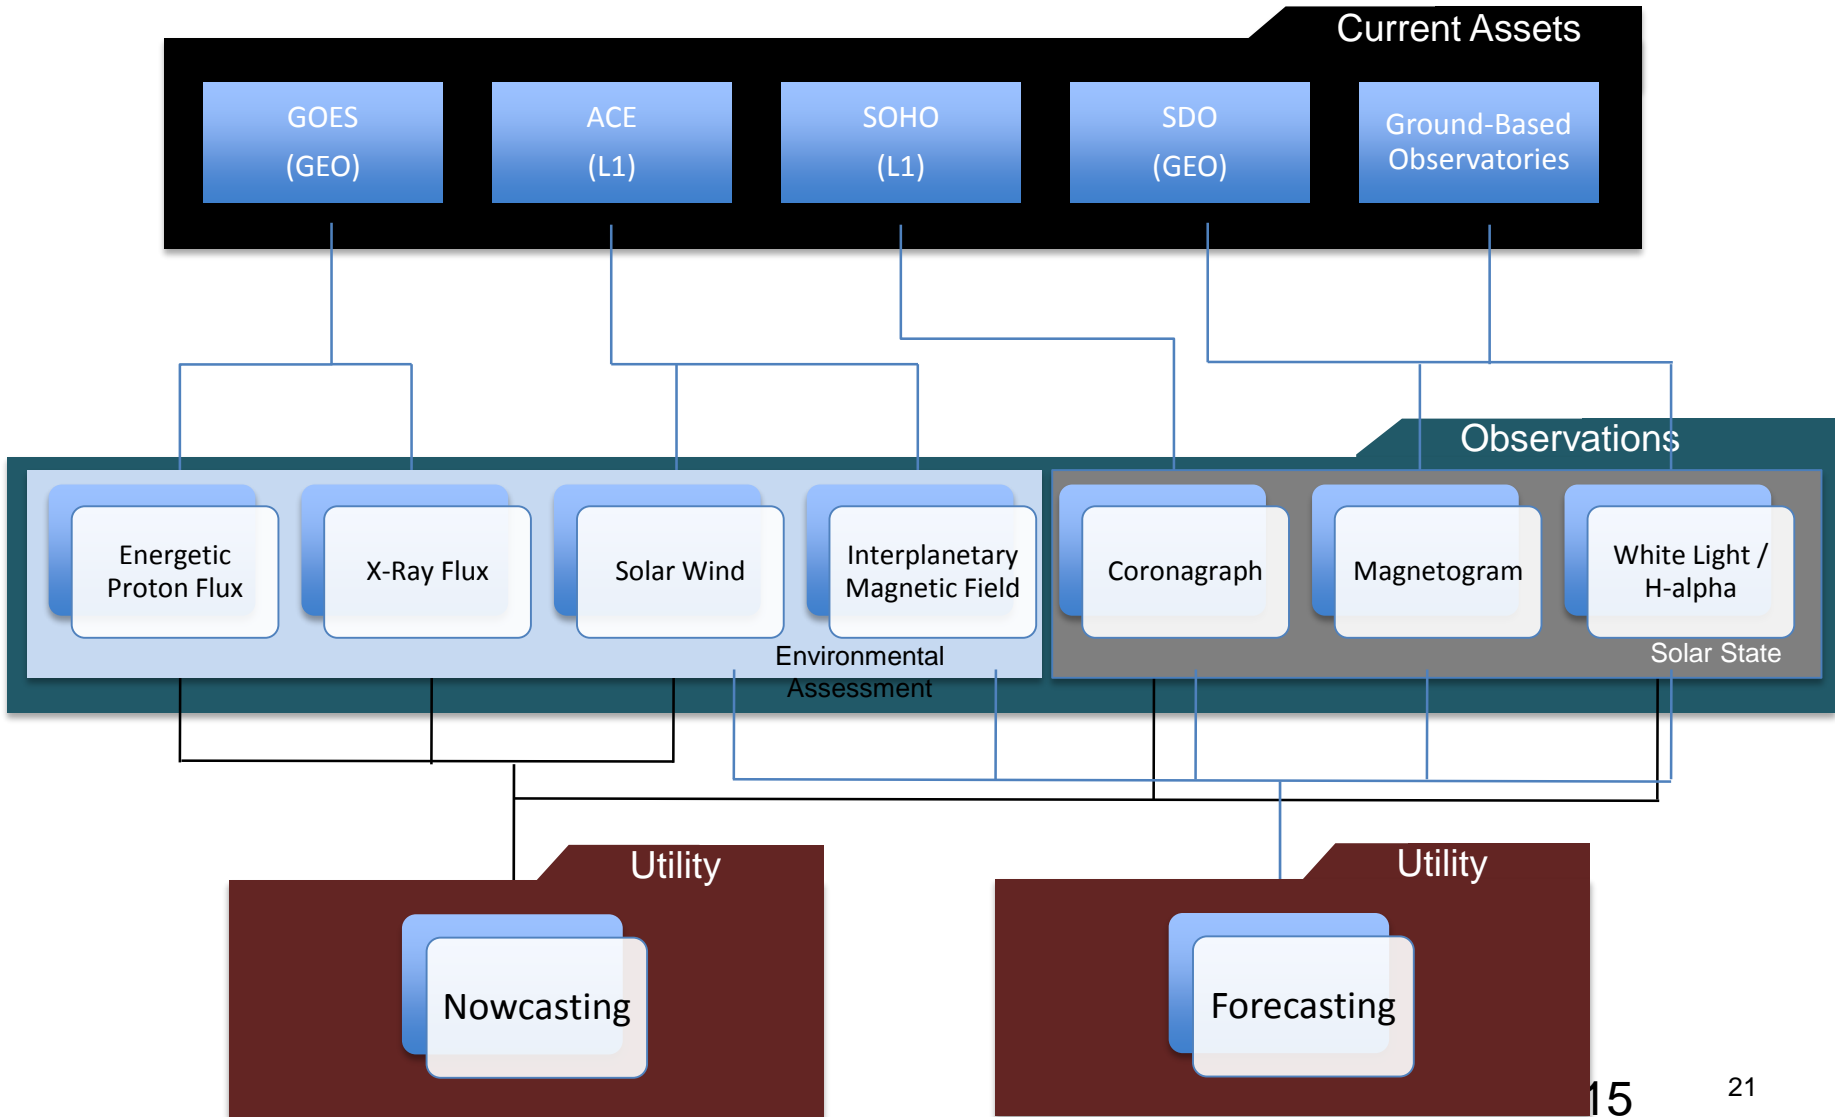 Current Assets
GOES
(GEO)
ACE
(L1)
SOHO
(L1)
SDO
(GEO)
Ground-Based
Observatories
Observations
Energetic
Proton Flux
X-Ray Flux
Solar Wind
Interplanetary
Magnetic Field
Coronagraph
Magnetogram
White Light /
H-alpha
Environmental
Assessment
Solar State
Utility
Nowcasting
Utility
Forecasting
15
21